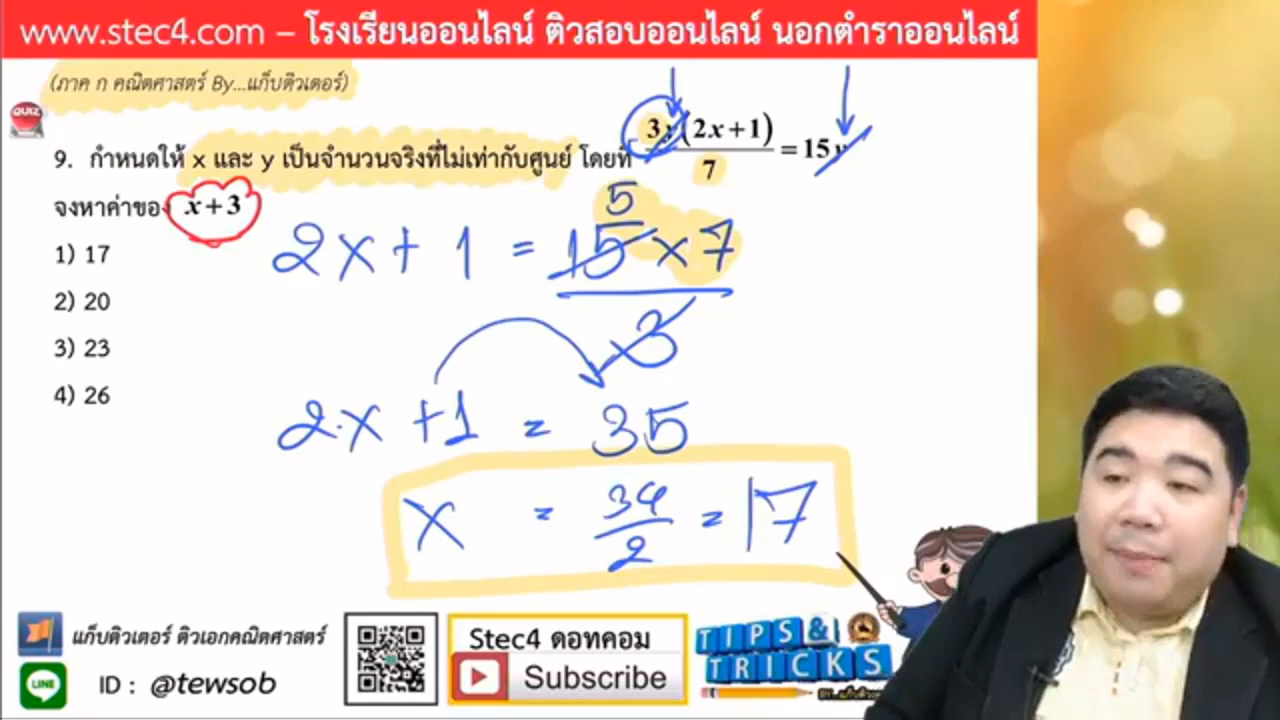 www.stec4.com – โรงเรียนออนไลน์ ติวสอบออนไลน์ นอกตำราออนไลน์
(ภาค ก คณิตศาสตร์ By...แก็บติวเตอร์)
QUIZ
9. กำหนดให้ x และ y เป็นจำนวนจริงที่ไม่เท่ากับศูนย์ โดยที่ 3y(2x+1)/7 = 15y
จงหาค่าของ x+3
1) 17
2) 20
3) 23
4) 26
5
2x + 1 = 15 × 7
3
2x + 1 = 35
x = 34/2 = 17
แก็บติวเตอร์ ติวเอกคณิตศาสตร์
LINE ID : @tewsob
Stec4 ดอทคอม
Subscribe
TIPS &
TRICKS